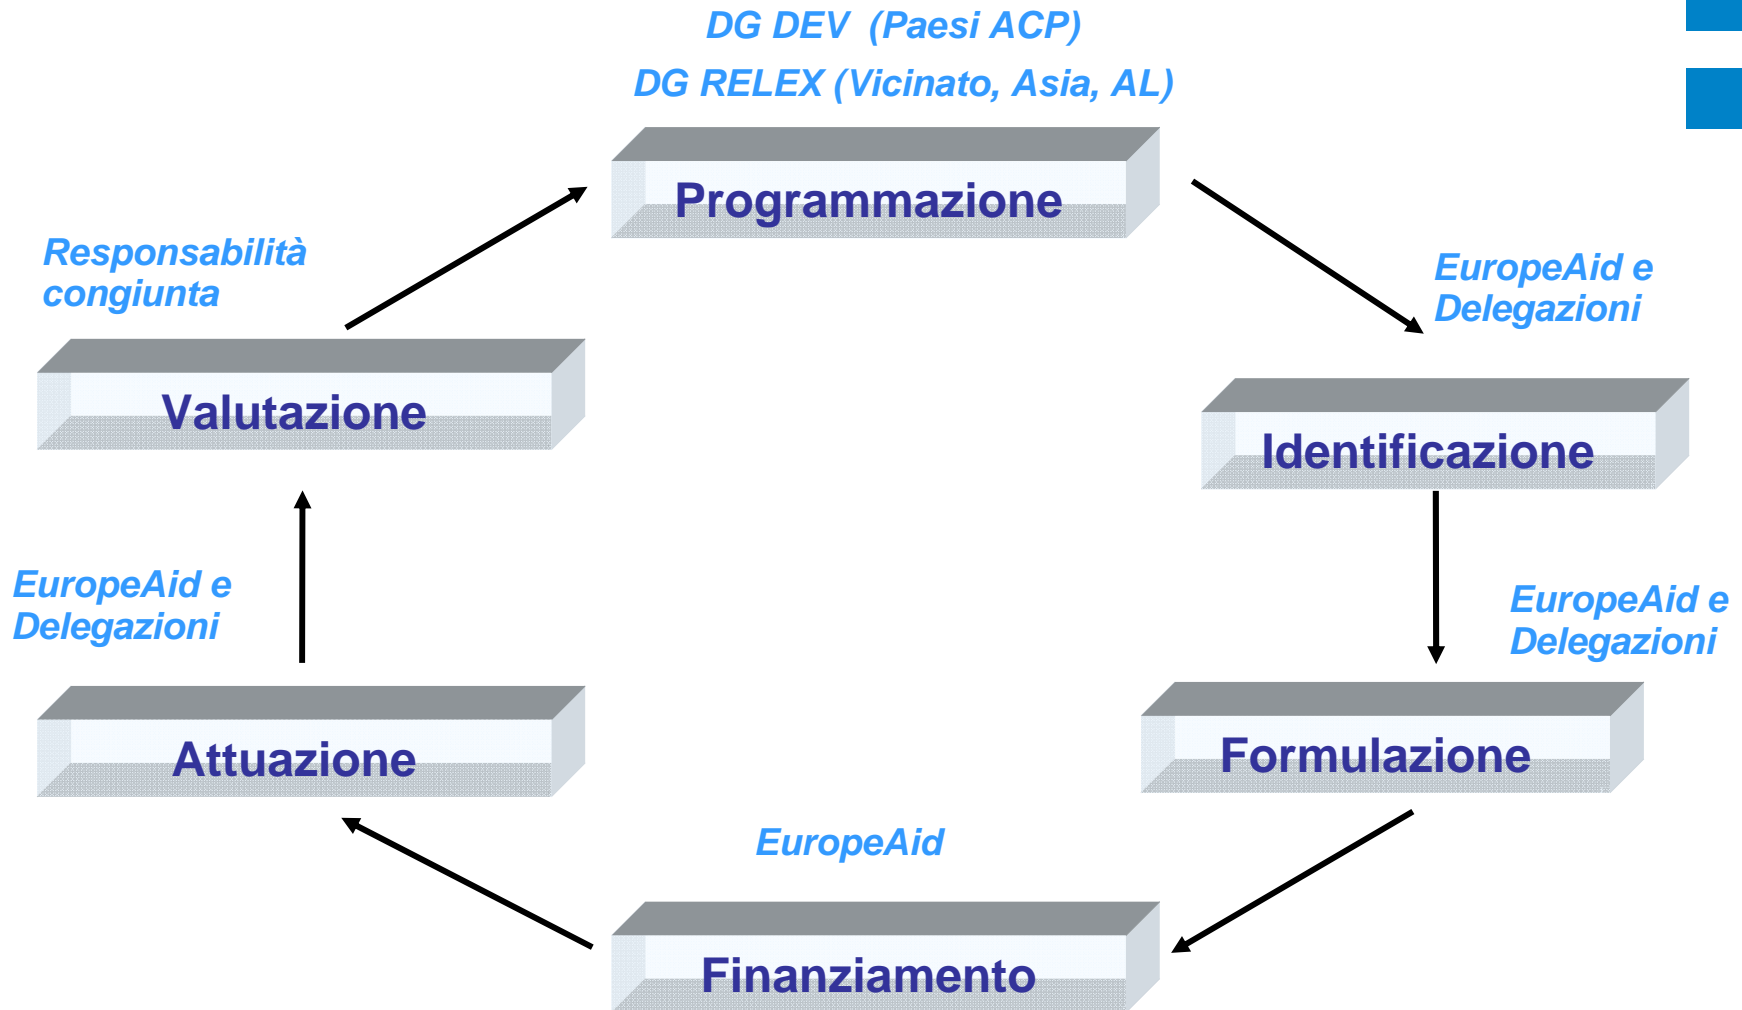 DG DEV (Paesi ACP)
DG RELEX (Vicinato, Asia, AL)
Programmazione
Responsabilità
congiunta
EuropeAid e
Delegazioni
Valutazione
Identificazione
EuropeAid e
Delegazioni
EuropeAid e
Delegazioni
Attuazione
Formulazione
EuropeAid
Finanziamento